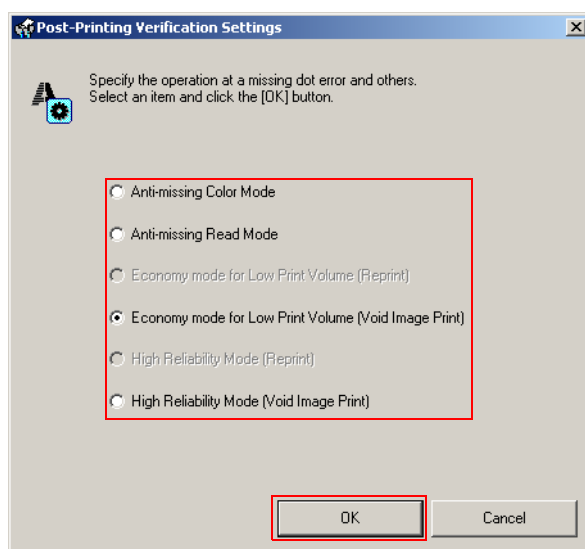 Post-Printing Verification Settings
Specify the operation at a missing dot error and others.
Select an item and click the [OK] button.
Anti-missing Color Mode
Anti-missing Read Mode
Economy mode for Low Print Volume (Reprint)
Economy mode for Low Print Volume (Void Image Print)
High Reliability Mode (Reprint)
High Reliability Mode (Void Image Print)
OK
Cancel